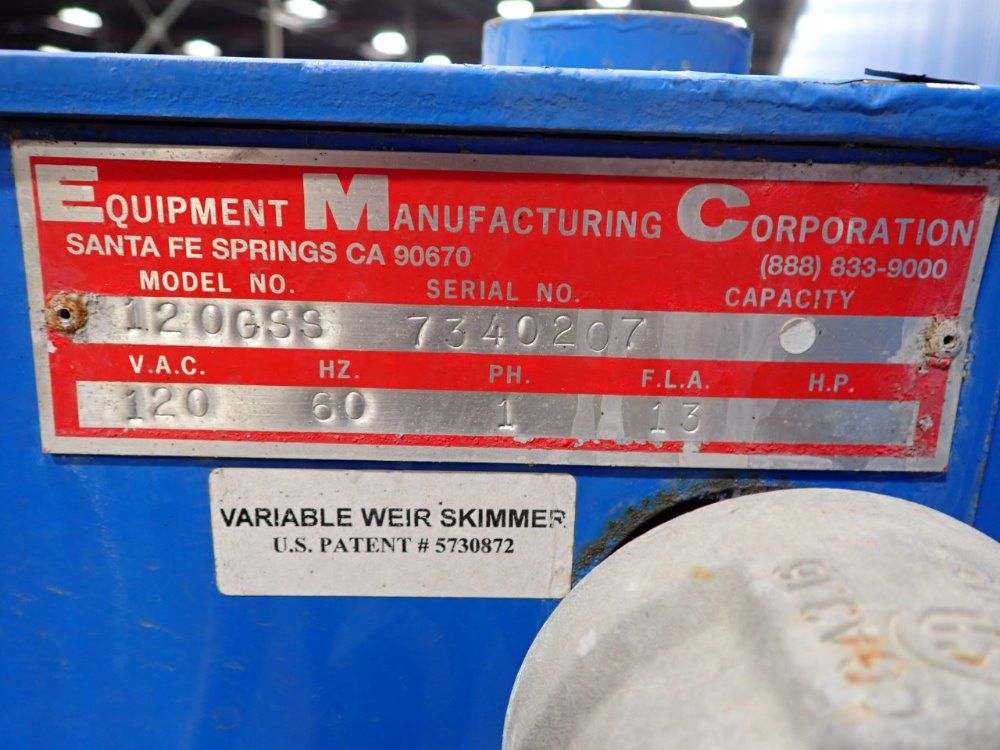 EQUIPMENT MANUFACTURING CORPORATION
SANTA FE SPRINGS CA 90670 (888) 833-9000
MODEL NO. SERIAL NO. CAPACITY
120GSS 7340207
V.A.C. HZ. PH. F.L.A. H.P.
120 60 1 13
VARIABLE WEIR SKIMMER
U.S. PATENT # 5730872